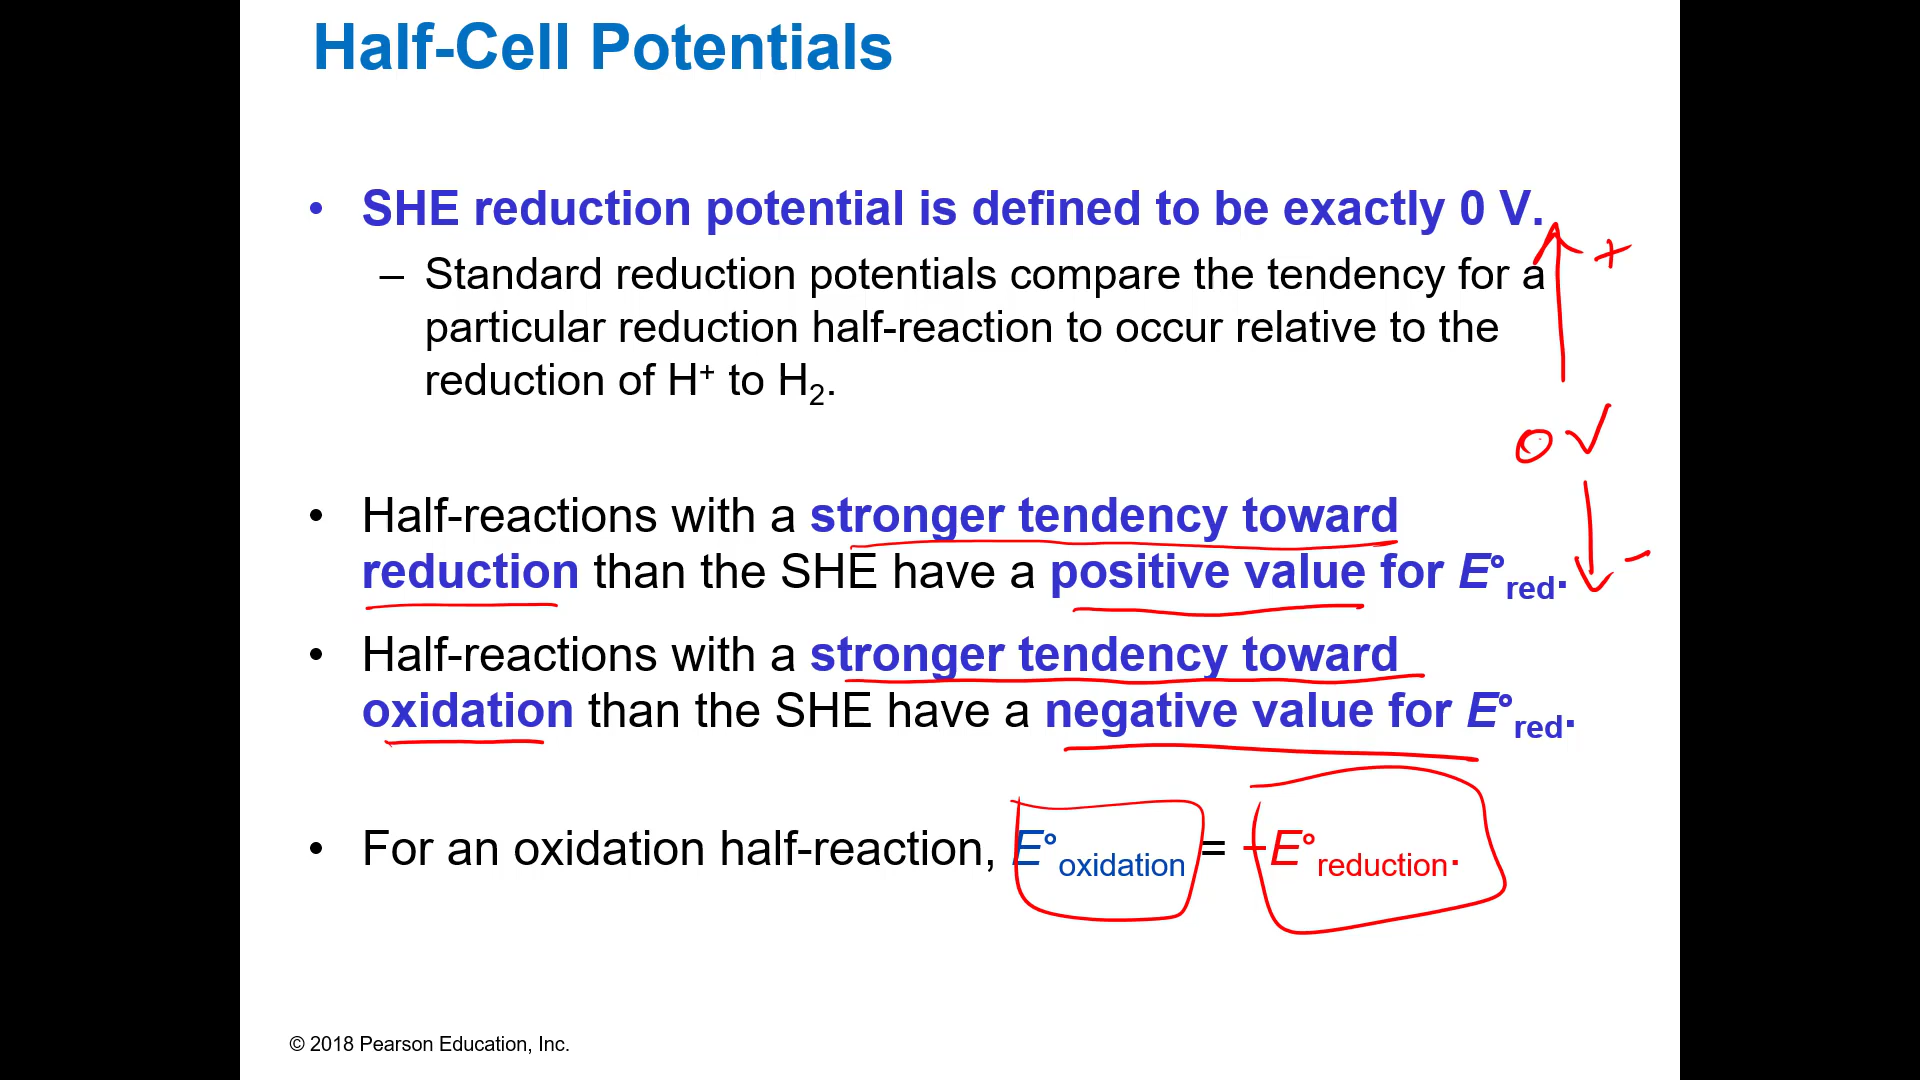 Half-Cell Potentials
• SHE reduction potential is defined to be exactly 0 V.
– Standard reduction potentials compare the tendency for a
particular reduction half-reaction to occur relative to the
reduction of H⁺ to H₂.
+
0 V
• Half-reactions with a stronger tendency toward
reduction than the SHE have a positive value for E°red.
-
• Half-reactions with a stronger tendency toward
oxidation than the SHE have a negative value for E°red.
• For an oxidation half-reaction, E°oxidation = −E°reduction.
© 2018 Pearson Education, Inc.